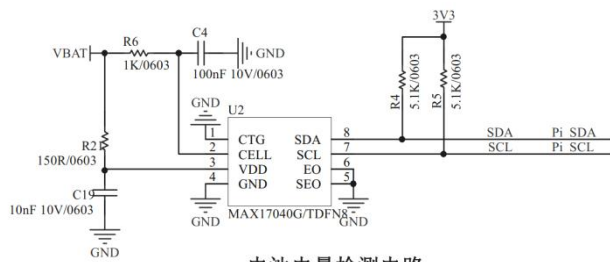 3V3
VBAT
R6
1K/0603
C4
GND
100nF 10V/0603
R4
5.1K/0603
R5
5.1K/0603
GND
U2
R21
150R/0603
1 CTG SDA 8 SDA Pi SDA
2 CELL SCL 7 SCL Pi SCL
3 VDD EO 6
4 GND SEO 5
C19
10nF 10V/0603
MAX17040G/TDFN8
GND
GND
GND